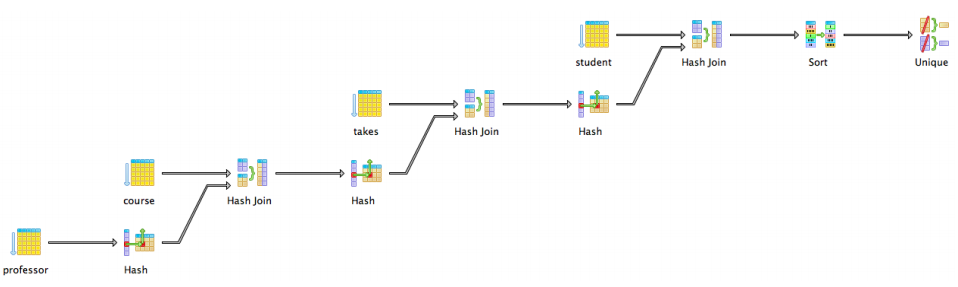 student
Hash Join
Sort
Unique
takes
Hash Join
Hash
course
Hash Join
Hash
professor
Hash